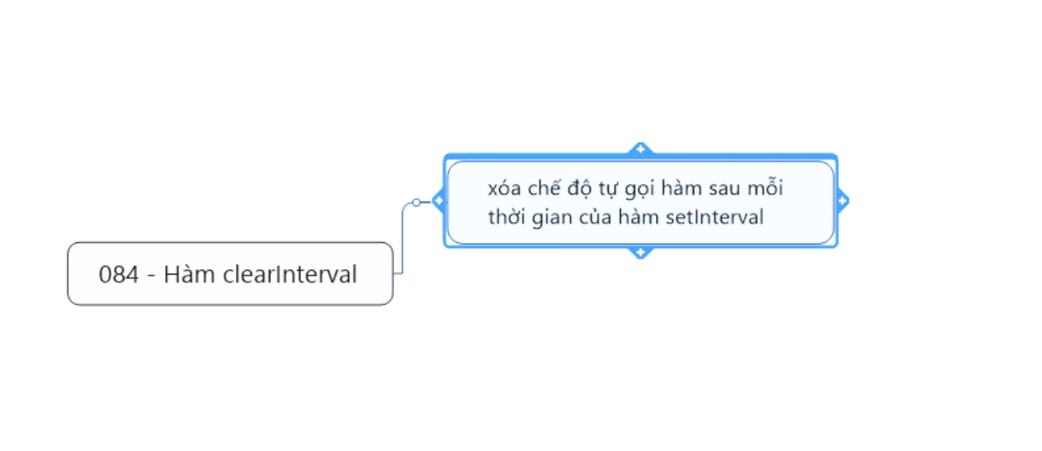 xóa chế độ tự gọi hàm sau mỗi
thời gian của hàm setInterval
084 - Hàm clearInterval